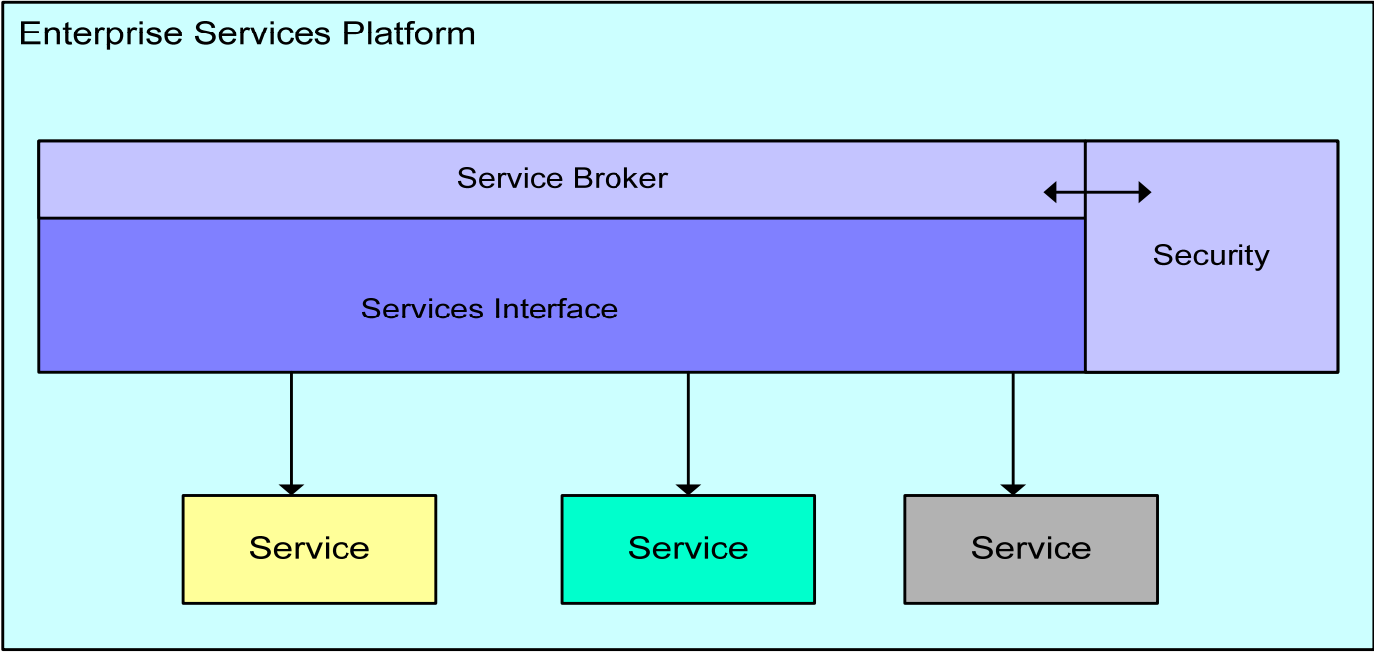 Enterprise Services Platform
Service Broker
Security
Services Interface
Service
Service
Service